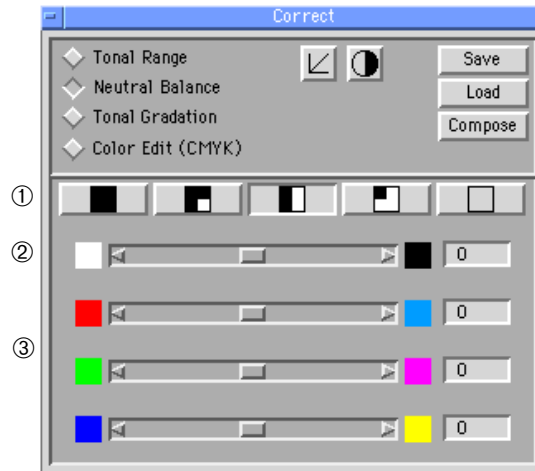 Correct
Tonal Range
Neutral Balance
Tonal Gradation
Color Edit (CMYK)
Save
Load
Compose
①
② 0
0
③ 0
0